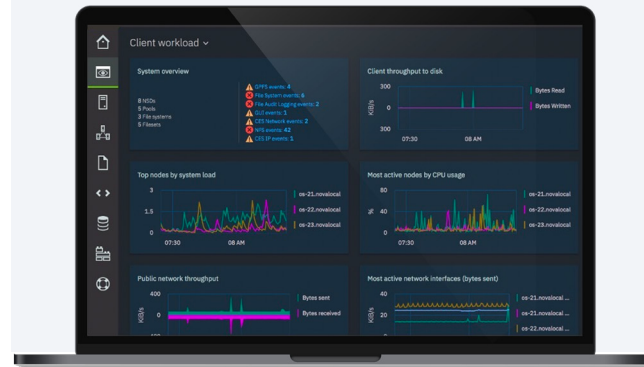 Client workload
System overview
8 NSDs
5 Pools
3 File systems
5 Filesets
GPFS events: 4
File System events: 6
File Audit Logging events: 2
GUI events: 1
CES Network events: 2
NFS events: 42
CES IP events: 1
Client throughput to disk
300
0
300
KiB/s
07:30
08 AM
Bytes Read
Bytes Written
Top nodes by system load
3
1.5
0
07:30
08 AM
os-21.novalocal
os-22.novalocal
os-23.novalocal
Most active nodes by CPU usage
80
40
0
%
07:30
08 AM
os-21.novalocal
os-22.novalocal
os-23.novalocal
Public network throughput
400
0
400
KiB/s
Bytes sent
Bytes received
Most active network interfaces (bytes sent)
40
20
KiB/s
os-21.novalocal ...
os-21.novalocal ...
os-22.novalocal ...